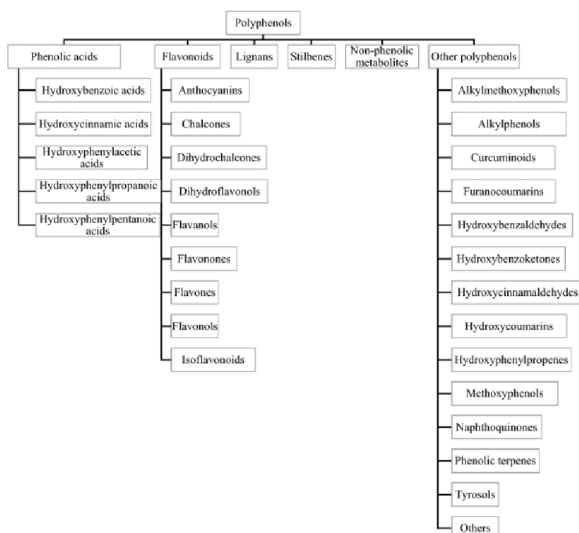 Polyphenols
Phenolic acids
Flavonoids
Lignans
Stilbenes
Non-phenolic
metabolites
Other polyphenols
Hydroxybenzoic acids
Hydroxycinnamic acids
Hydroxyphenylacetic
acids
Hydroxyphenylpropanoic
acids
Hydroxyphenylpentanoic
acids
Anthocyanins
Chalcones
Dihydrochalcones
Dihydroflavonols
Flavanols
Flavonones
Flavones
Flavonols
Isoflavonoids
Alkylmethoxyphenols
Alkylphenols
Curcuminoids
Furanocoumarins
Hydroxybenzaldehydes
Hydroxybenzoketones
Hydroxycinnamaldehydes
Hydroxycoumarins
Hydroxyphenylpropenes
Methoxyphenols
Naphthoquinones
Phenolic terpenes
Tyrosols
Others